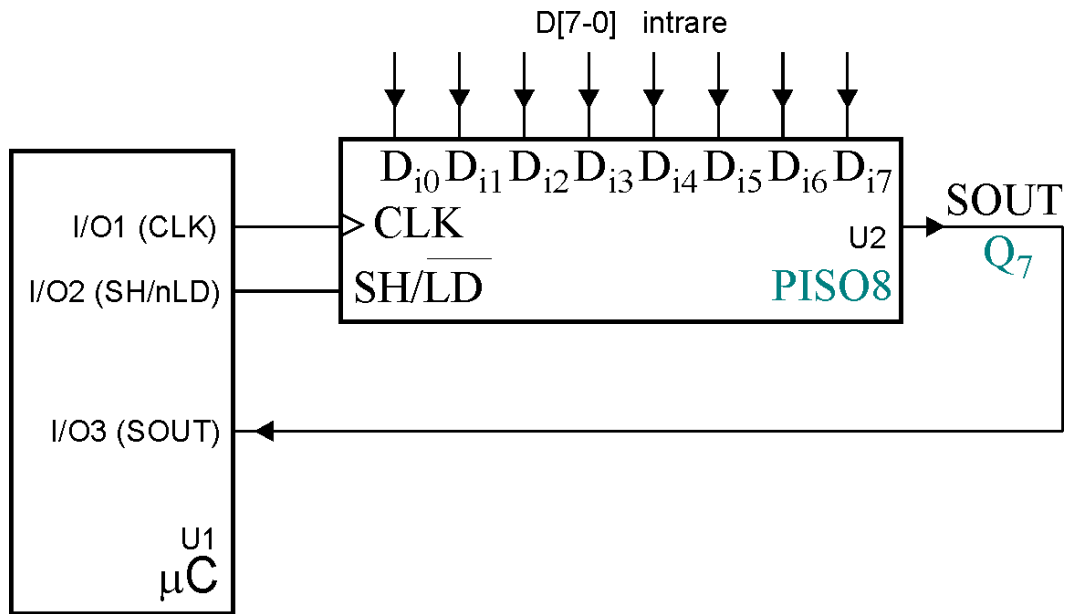 D[7-0] intrare
Di0 Di1 Di2 Di3 Di4 Di5 Di6 Di7
I/O1 (CLK)
CLK
U2
SOUT
Q7
I/O2 (SH/nLD)
SH/L̅D̅
PISO8
I/O3 (SOUT)
U1
μC